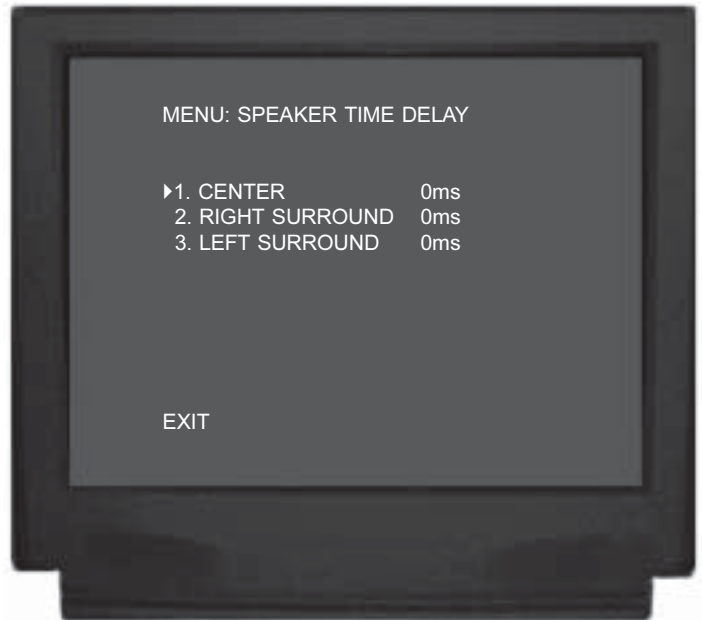 MENU: SPEAKER TIME DELAY
1. CENTER 0ms
2. RIGHT SURROUND 0ms
3. LEFT SURROUND 0ms
EXIT